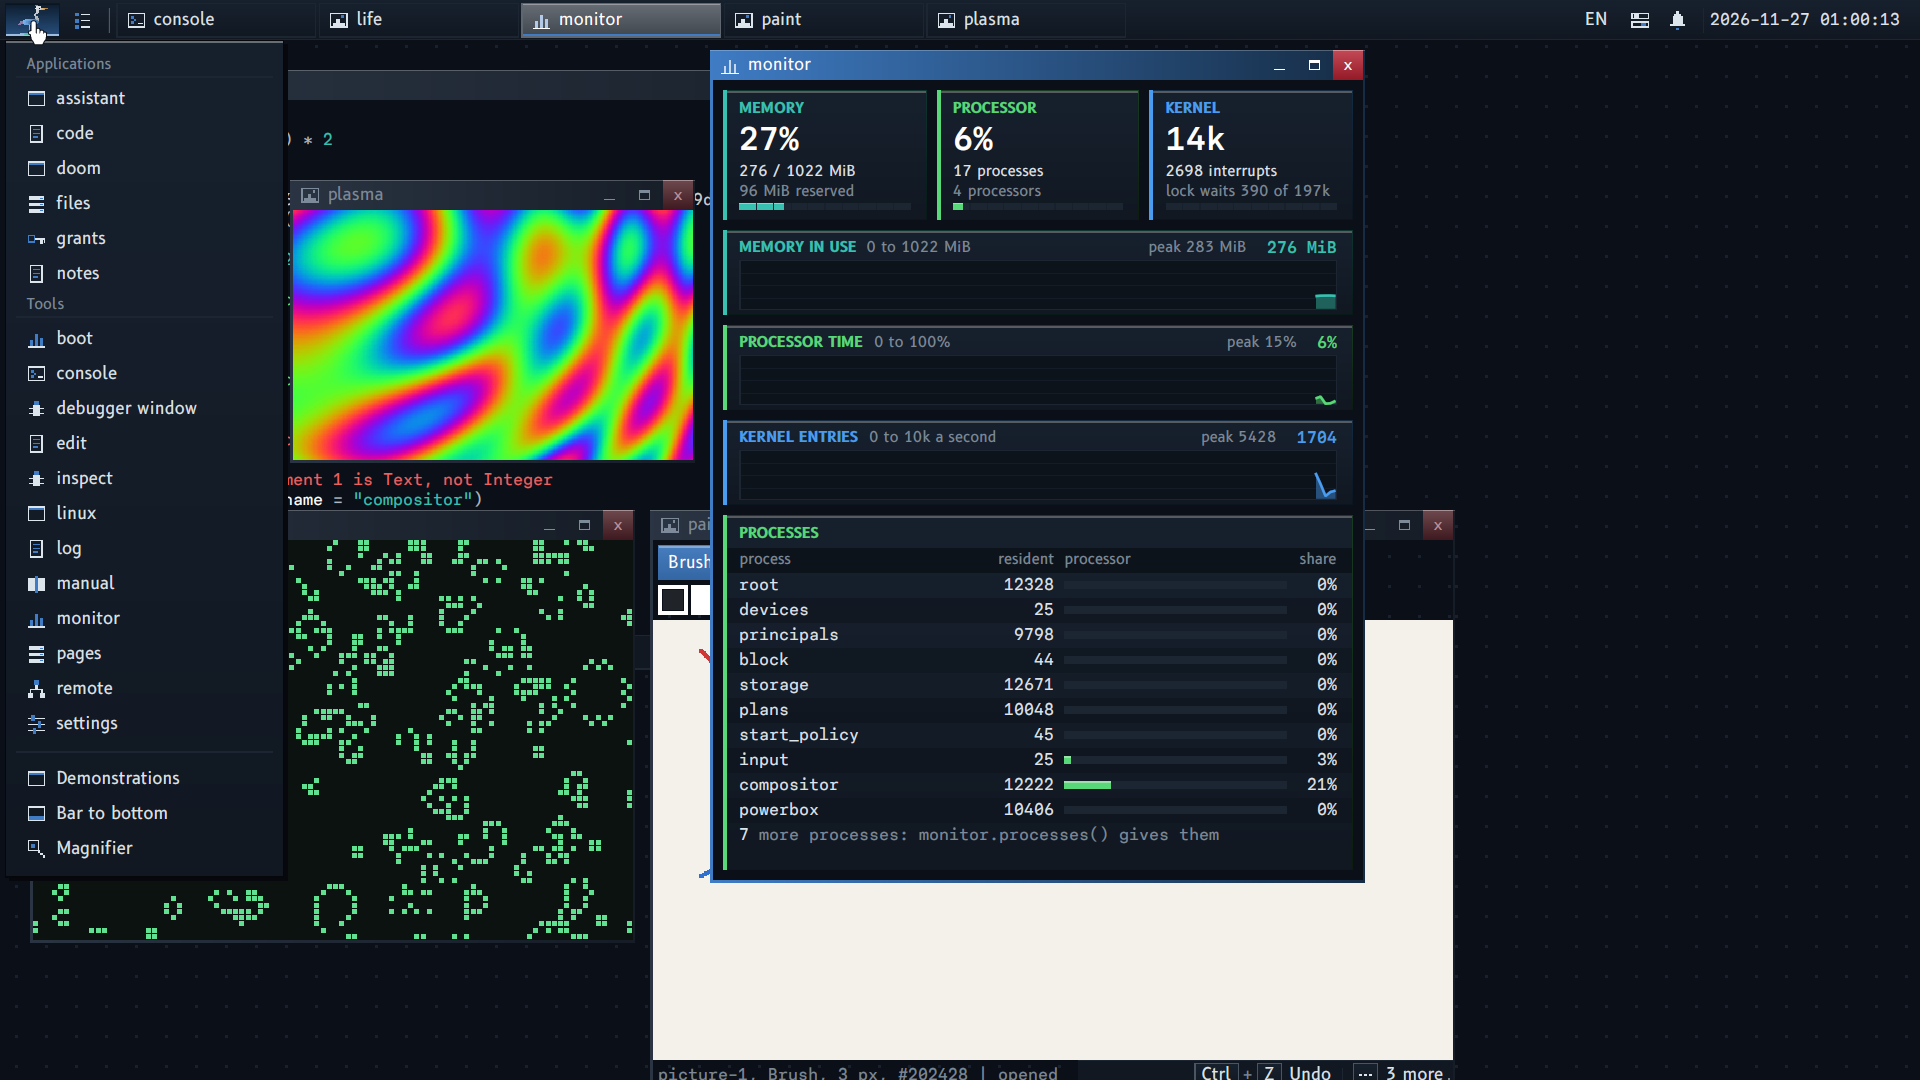 console
life
monitor
paint
plasma
EN
2026-11-27 01:00:13
Applications
assistant
code
doom
files
grants
notes
Tools
boot
console
debugger window
edit
inspect
linux
log
manual
monitor
pages
remote
settings
Demonstrations
Bar to bottom
Magnifier
) * 2
plasma
ment 1 is Text, not Integer
name = "compositor")
monitor
MEMORY
27%
276 / 1022 MiB
96 MiB reserved
PROCESSOR
6%
17 processes
4 processors
KERNEL
14k
2698 interrupts
lock waits 390 of 197k
MEMORY IN USE 0 to 1022 MiB peak 283 MiB 276 MiB
PROCESSOR TIME 0 to 100% peak 15% 6%
KERNEL ENTRIES 0 to 10k a second peak 5428 1704
PROCESSES
process resident processor share
root 12328 0%
devices 25 0%
principals 9798 0%
block 44 0%
storage 12671 0%
plans 10048 0%
start_policy 45 0%
input 25 3%
compositor 12222 21%
powerbox 10406 0%
7 more processes: monitor.processes() gives them
pai
Brush
picture-1, Brush, 3 px, #202428 | opened
Ctrl + Z Undo ... 3 more